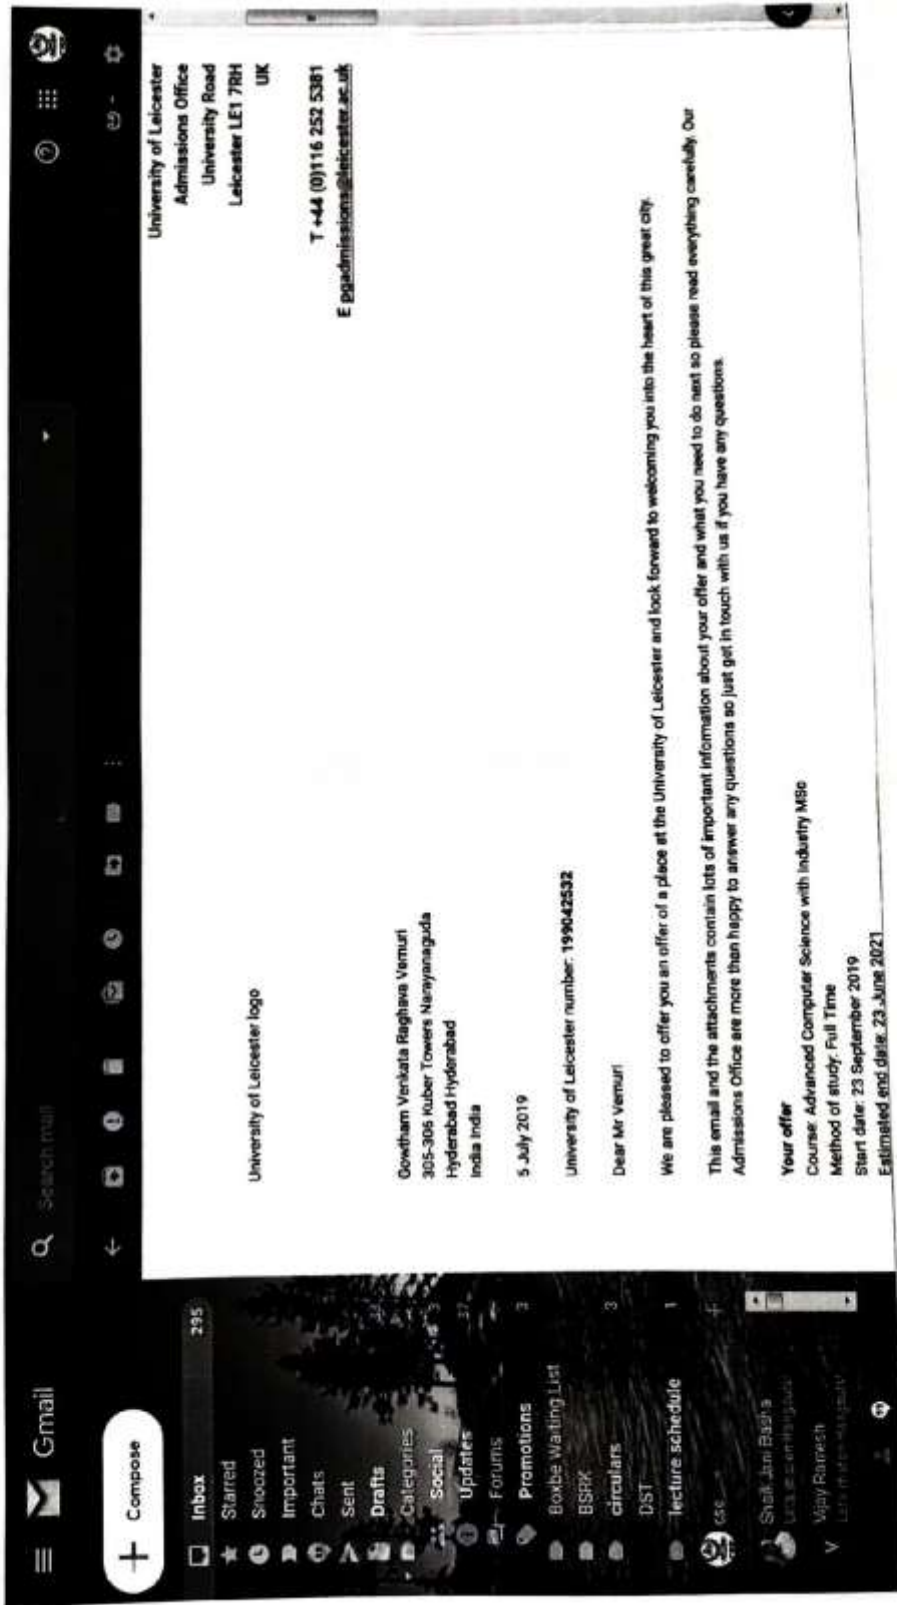 Gmail
Search mail
Compose
Inbox 295
Starred
Snoozed
Important
Chats
Sent
Drafts
Categories
Social 3
Updates 27
Forums
Promotions 3
Boxbe Waiting List
BSPK
circulars 3
DST
lecture schedule 1
cse
Shaik Jani Basha
Vijay Ramesh
University of Leicester
Admissions Office
University Road
Leicester LE1 7RH
UK
T +44 (0)116 252 5381
E pgadmissions@leicester.ac.uk
University of Leicester logo
Gowtham Venkata Raghava Vemuri
305-306 Kuber Towers Narayanaguda
Hyderabad Hyderabad
India India
5 July 2019
University of Leicester number: 199042532
Dear Mr Vemuri
We are pleased to offer you an offer of a place at the University of Leicester and look forward to welcoming you into the heart of this great city.
This email and the attachments contain lots of important information about your offer and what you need to do next so please read everything carefully. Our
Admissions Office are more than happy to answer any questions so just get in touch with us if you have any questions.
Your offer
Course: Advanced Computer Science with Industry MSc
Method of study: Full Time
Start date: 23 September 2019
Estimated end date: 23 June 2021